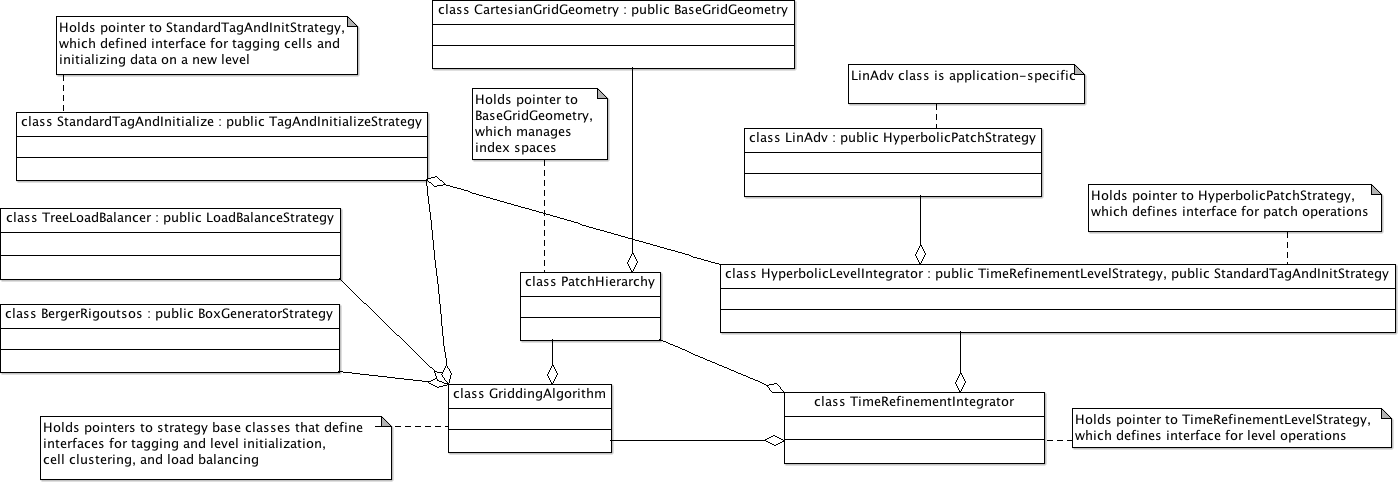 class CartesianGridGeometry : public BaseGridGeometry
Holds pointer to StandardTagAndInitStrategy,
which defined interface for tagging cells and
initializing data on a new level
LinAdv class is application-specific
Holds pointer to
BaseGridGeometry,
which manages
index spaces
class StandardTagAndInitialize : public TagAndInitializeStrategy
class LinAdv : public HyperbolicPatchStrategy
Holds pointer to HyperbolicPatchStrategy,
which defines interface for patch operations
class TreeLoadBalancer : public LoadBalanceStrategy
class HyperbolicLevelIntegrator : public TimeRefinementLevelStrategy, public StandardTagAndInitStrategy
class PatchHierarchy
class BergerRigoutsos : public BoxGeneratorStrategy
class GriddingAlgorithm
class TimeRefinementIntegrator
Holds pointers to strategy base classes that define
interfaces for tagging and level initialization,
cell clustering, and load balancing
Holds pointer to TimeRefinementLevelStrategy,
which defines interface for level operations